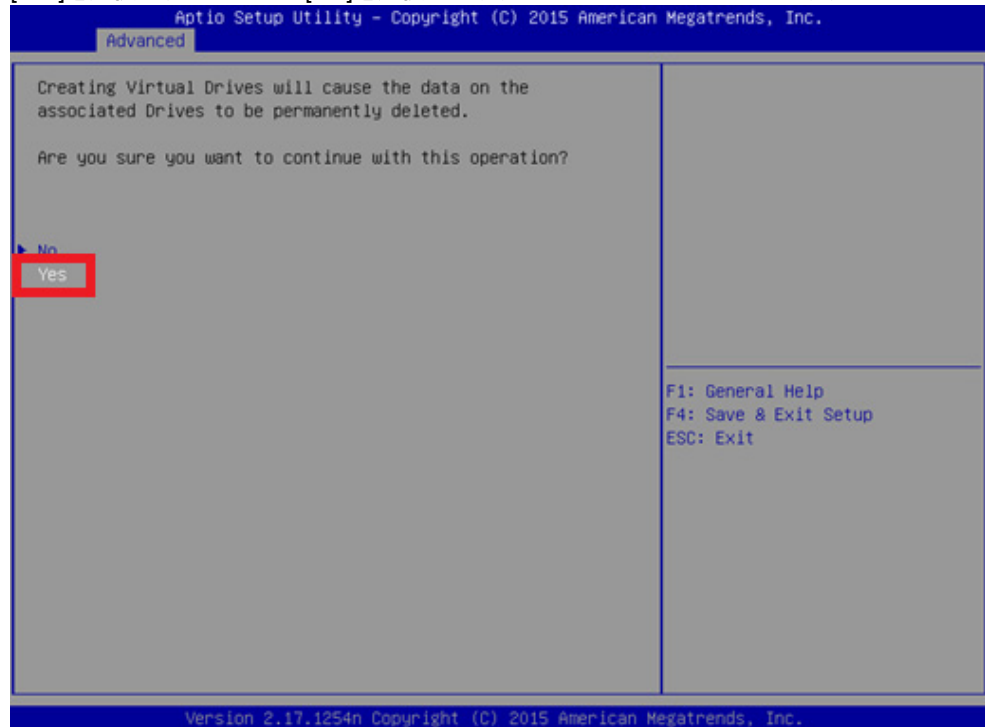 Aptio Setup Utility – Copyright (C) 2015 American Megatrends, Inc.
Advanced
Creating Virtual Drives will cause the data on the
associated Drives to be permanently deleted.
Are you sure you want to continue with this operation?
No
Yes
F1: General Help
F4: Save & Exit Setup
ESC: Exit
Version 2.17.1254n Copyright (C) 2015 American Megatrends, Inc.